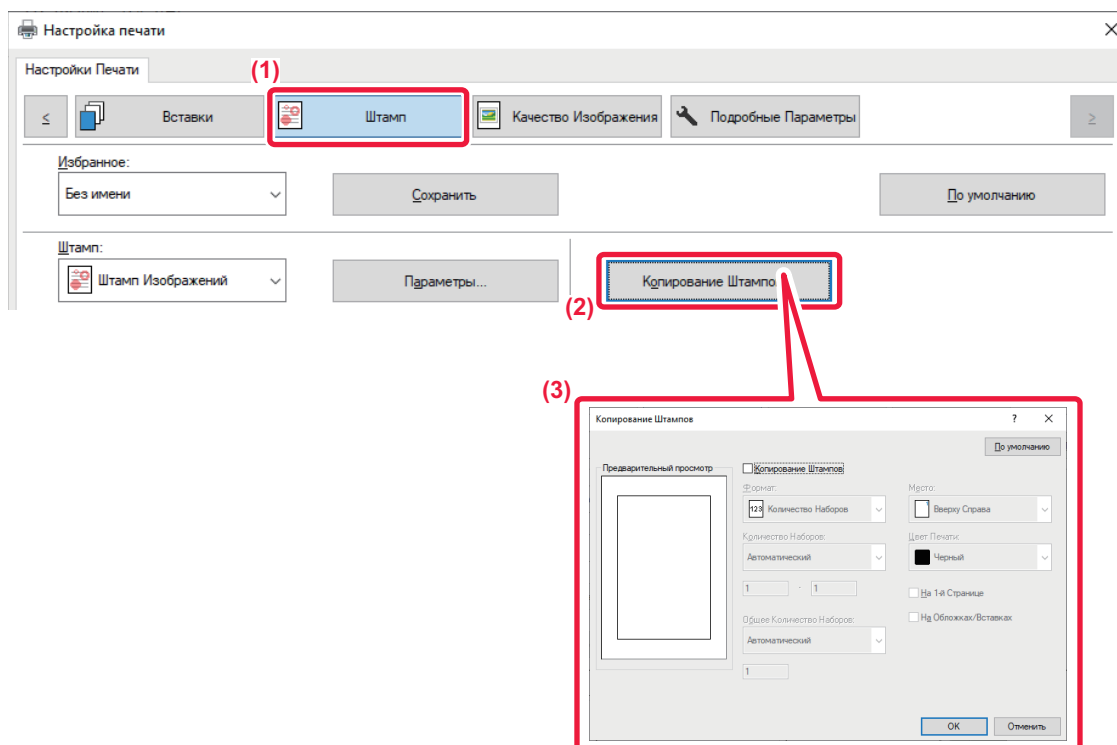 Настройка печати
Настройки Печати
(1)
<
Вставки
Штамп
Качество Изображения
Подробные Параметры
>
Избранное:
Без имени
Сохранить
По умолчанию
Штамп:
Штамп Изображений
Параметры...
Копирование Штампо
(2)
(3)
Копирование Штампов
?
По умолчанию
Предварительный просмотр
Копирование Штампов
Формат:
Место:
123 Количество Наборов
Вверху Справа
Количество Наборов:
Цвет Печати:
Автоматический
Черный
1 - 1
На 1-й Странице
Общее Количество Наборов:
На Обложках/Вставках
Автоматический
1
OK
Отменить